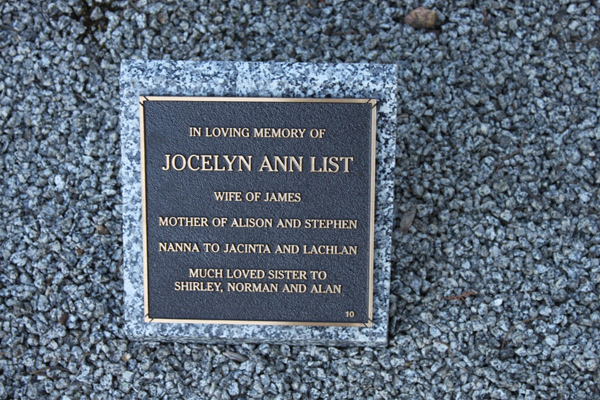 IN LOVING MEMORY OF
JOCELYN ANN LIST
WIFE OF JAMES
MOTHER OF ALISON AND STEPHEN
NANNA TO JACINTA AND LACHLAN
MUCH LOVED SISTER TO
SHIRLEY, NORMAN AND ALAN
10